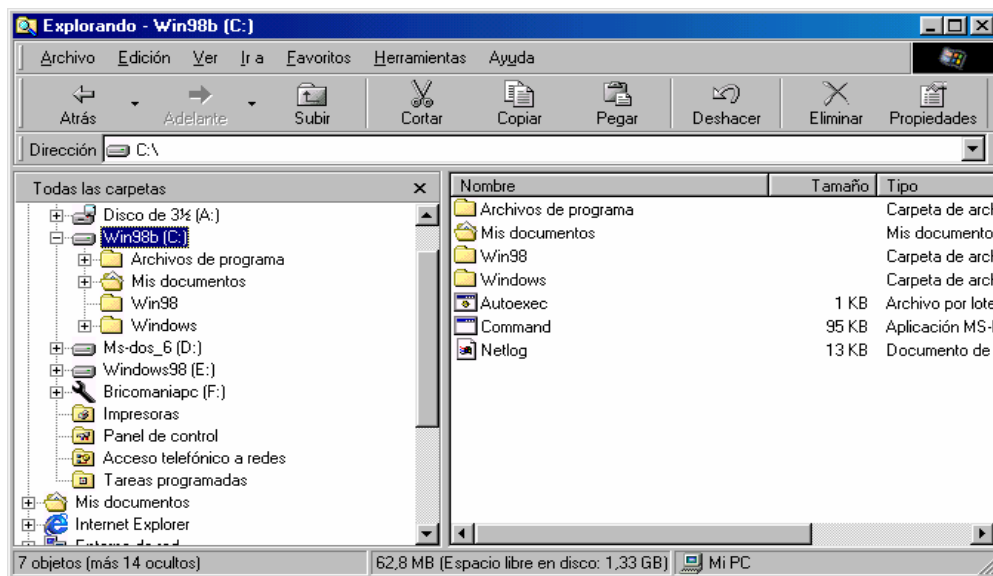 Explorando - Win98b (C:)
Archivo Edición Ver Ir a Favoritos Herramientas Ayuda
Atrás Adelante Subir Cortar Copiar Pegar Deshacer Eliminar Propiedades
Dirección C:\
Todas las carpetas
Disco de 3½ (A:)
Win98b (C:)
Archivos de programa
Mis documentos
Win98
Windows
Ms-dos_6 (D:)
Windows98 (E:)
Bricomaniapc (F:)
Impresoras
Panel de control
Acceso telefónico a redes
Tareas programadas
Mis documentos
Internet Explorer
Nombre Tamaño Tipo
Archivos de programa Carpeta de arch
Mis documentos Mis documento
Win98 Carpeta de arch
Windows Carpeta de arch
Autoexec 1 KB Archivo por lote
Command 95 KB Aplicación MS-
Netlog 13 KB Documento de
7 objetos (más 14 ocultos) 62,8 MB (Espacio libre en disco: 1,33 GB) Mi PC